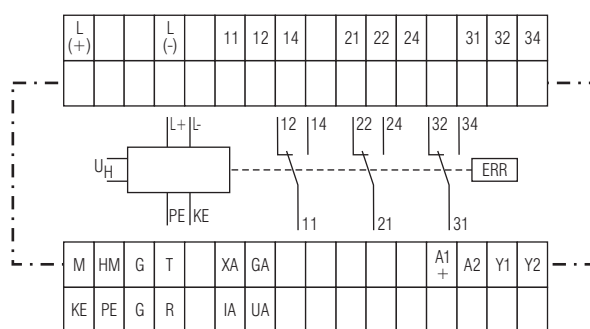 L (+) L (-) 11 12 14 21 22 24 31 32 34
L+ L- 12 14 22 24 32 34
UH ERR
PE KE 11 21 31
M HM G T XA GA A1 + A2 Y1 Y2
KE PE G R IA UA